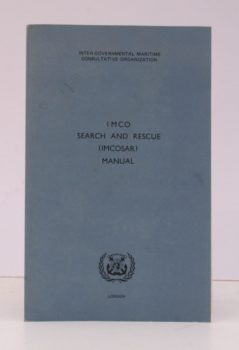 INTER-GOVERNMENTAL MARITIME
CONSULTATIVE ORGANIZATION
IMCO
SEARCH AND RESCUE
(IMCOSAR)
MANUAL
LONDON